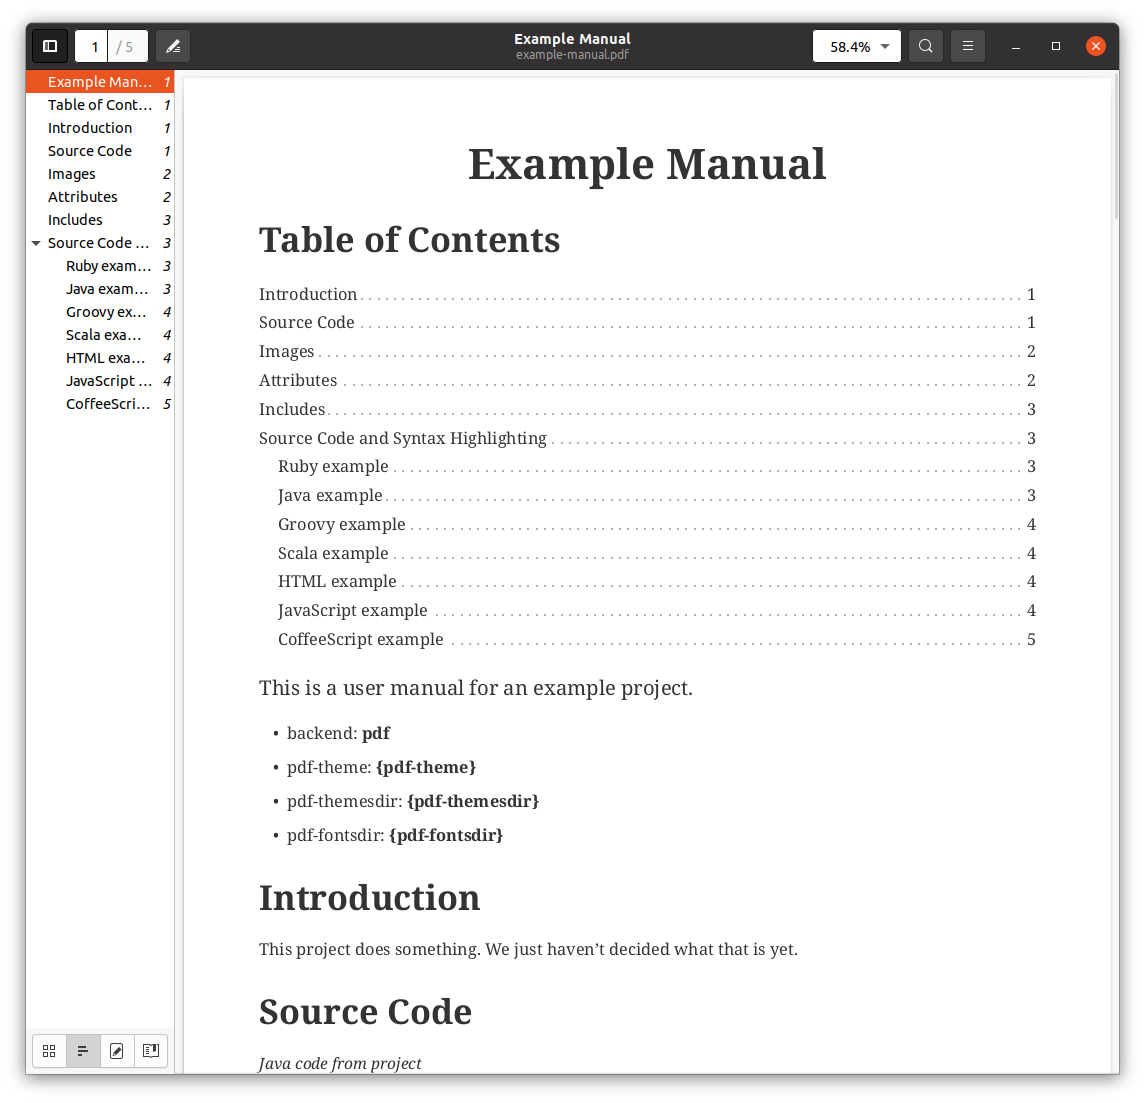 1 / 5
Example Manual
example-manual.pdf
58.4%
Example Man… 1
Table of Cont… 1
Introduction 1
Source Code 1
Images 2
Attributes 2
Includes 3
Source Code … 3
Ruby exam… 3
Java exam… 3
Groovy ex… 4
Scala exa… 4
HTML exa… 4
JavaScript … 4
CoffeeScri… 5
Example Manual
Table of Contents
Introduction 1
Source Code 1
Images 2
Attributes 2
Includes 3
Source Code and Syntax Highlighting 3
Ruby example 3
Java example 3
Groovy example 4
Scala example 4
HTML example 4
JavaScript example 4
CoffeeScript example 5
This is a user manual for an example project.
• backend: pdf
• pdf-theme: {pdf-theme}
• pdf-themesdir: {pdf-themesdir}
• pdf-fontsdir: {pdf-fontsdir}
Introduction
This project does something. We just haven’t decided what that is yet.
Source Code
Java code from project